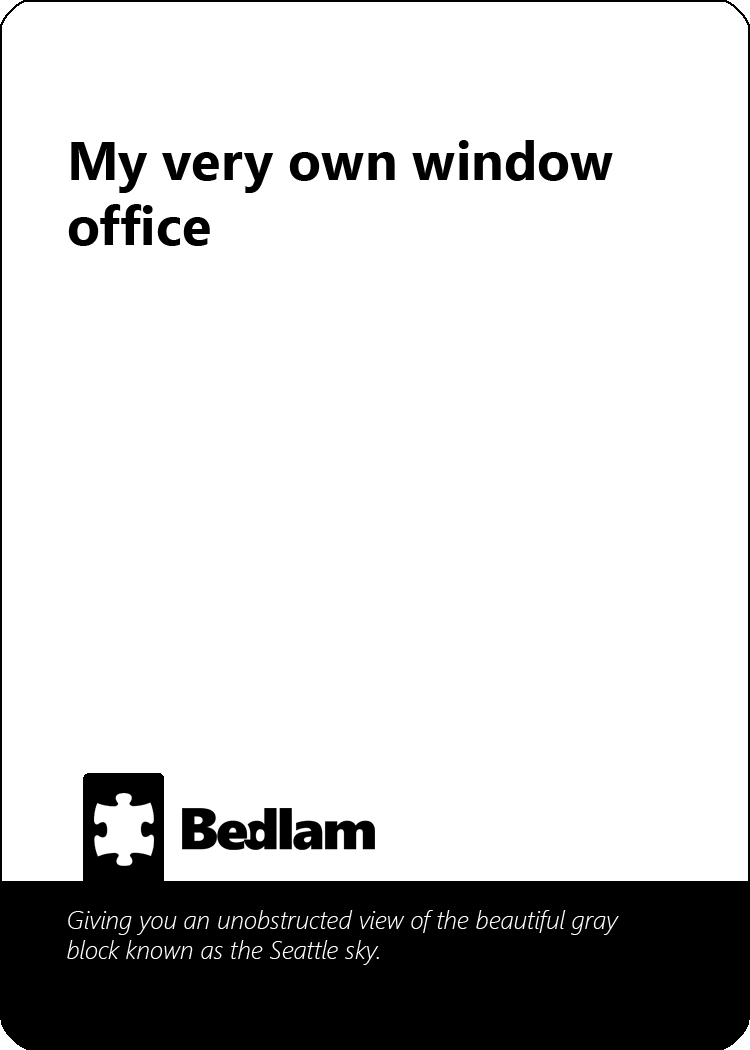 My very own window
office
Bedlam
Giving you an unobstructed view of the beautiful gray
block known as the Seattle sky.